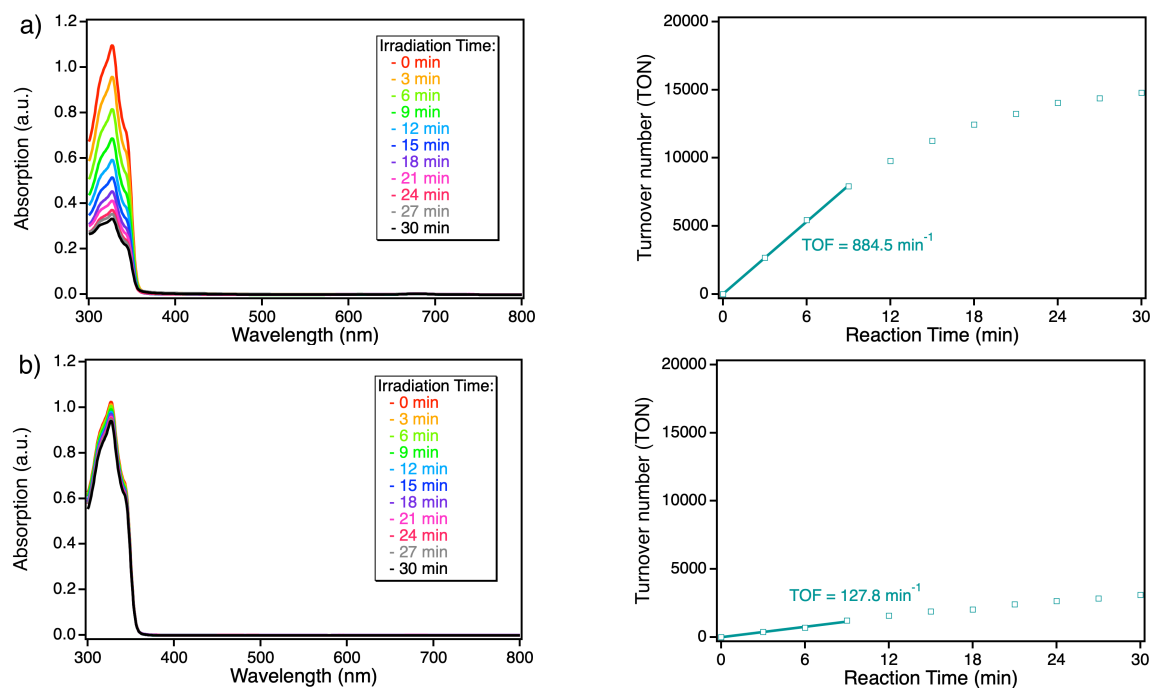 a)
1.2
1.0
0.8
0.6
0.4
0.2
0.0
Absorption (a.u.)
300
400
500
600
700
800
Wavelength (nm)
Irradiation Time:
- 0 min
- 3 min
- 6 min
- 9 min
- 12 min
- 15 min
- 18 min
- 21 min
- 24 min
- 27 min
- 30 min
20000
15000
10000
5000
0
Turnover number (TON)
TOF = 884.5 min⁻¹
0
6
12
18
24
30
Reaction Time (min)
b)
1.2
1.0
0.8
0.6
0.4
0.2
0.0
Absorption (a.u.)
300
400
500
600
700
800
Wavelength (nm)
Irradiation Time:
- 0 min
- 3 min
- 6 min
- 9 min
- 12 min
- 15 min
- 18 min
- 21 min
- 24 min
- 27 min
- 30 min
20000
15000
10000
5000
0
Turnover number (TON)
TOF = 127.8 min⁻¹
0
6
12
18
24
30
Reaction Time (min)